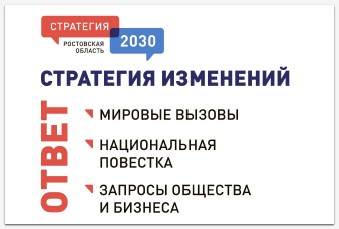 СТРАТЕГИЯ
РОСТОВСКАЯ
ОБЛАСТЬ
2030
СТРАТЕГИЯ ИЗМЕНЕНИЙ
ОТВЕТ
МИРОВЫЕ ВЫЗОВЫ
НАЦИОНАЛЬНАЯ
ПОВЕСТКА
ЗАПРОСЫ ОБЩЕСТВА
И БИЗНЕСА